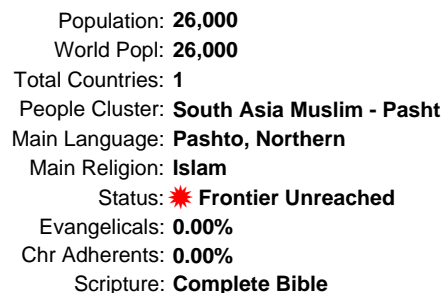 Population: 26,000
World Popl: 26,000
Total Countries: 1
People Cluster: South Asia Muslim - Pasht
Main Language: Pashto, Northern
Main Religion: Islam
Status: Frontier Unreached
Evangelicals: 0.00%
Chr Adherents: 0.00%
Scripture: Complete Bible